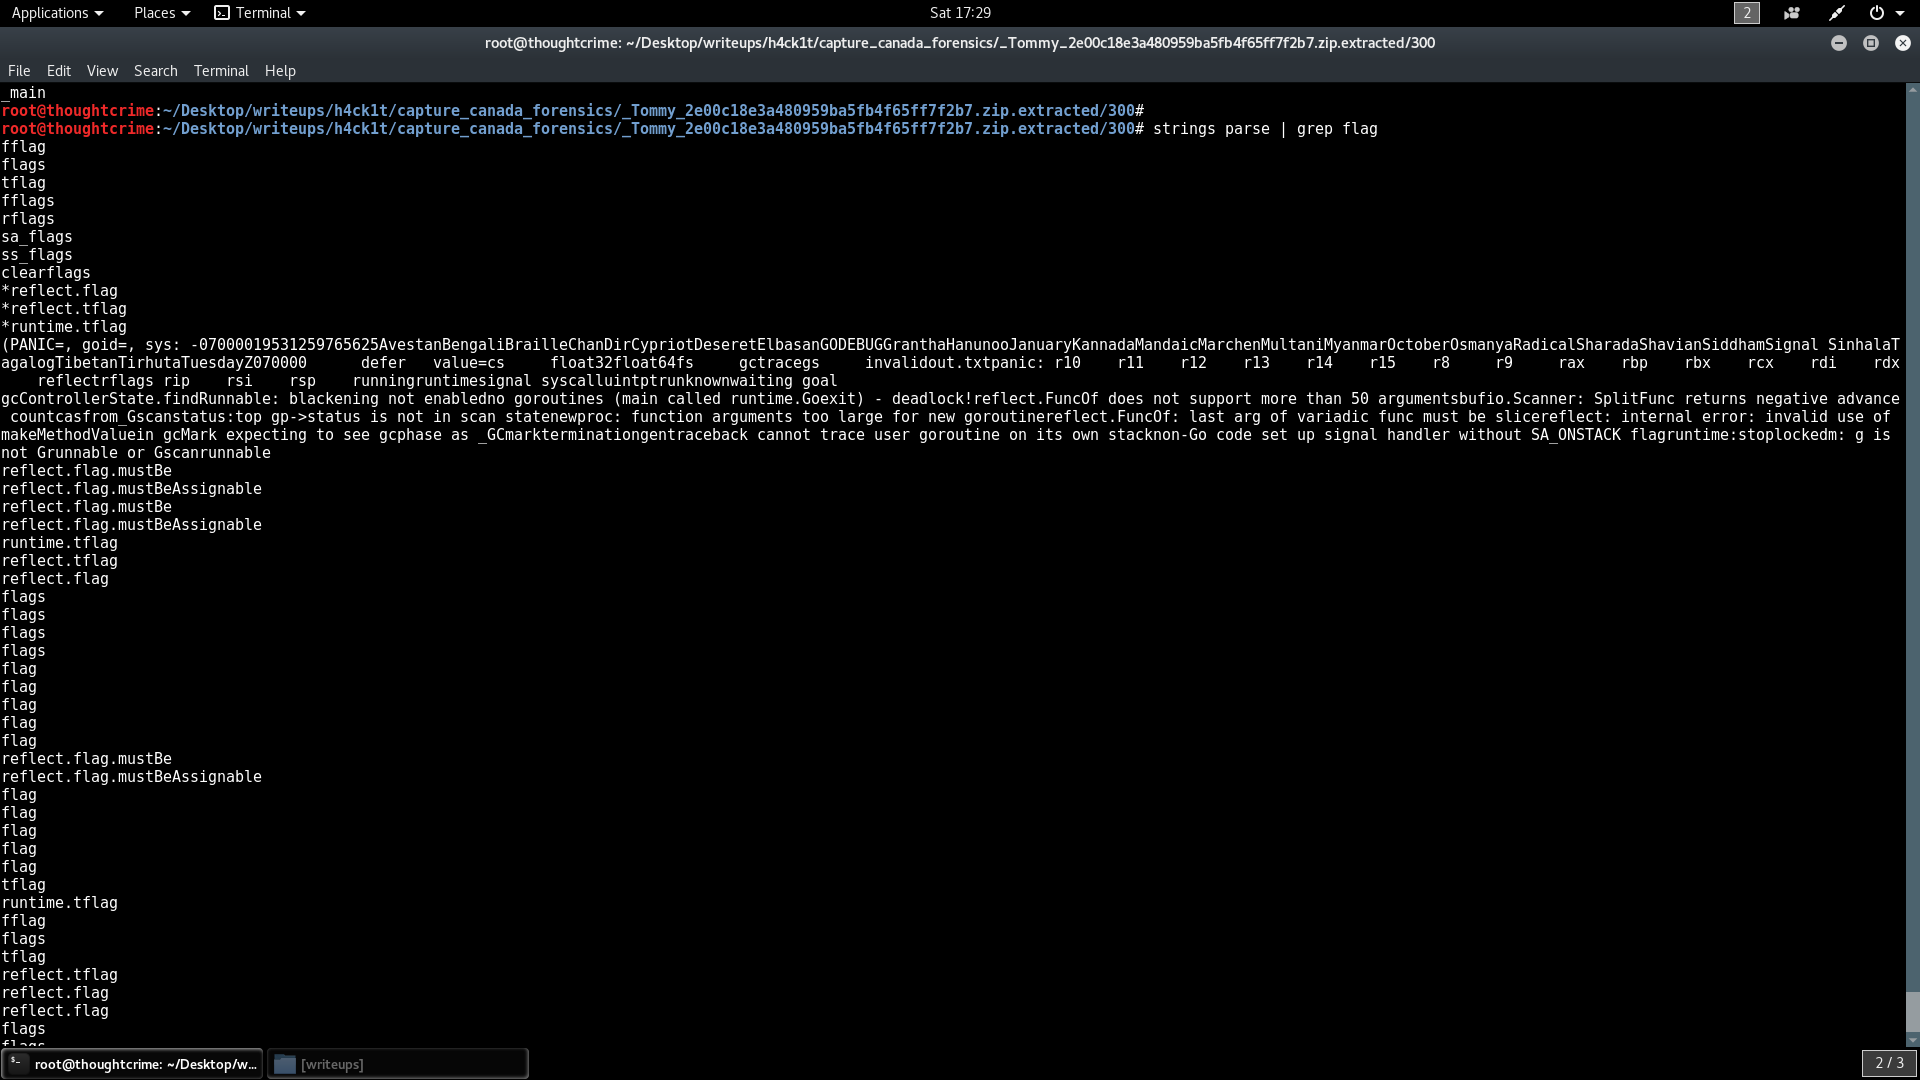 Applications Places Terminal Sat 17:29 2
root@thoughtcrime: ~/Desktop/writeups/h4ck1t/capture_canada_forensics/_Tommy_2e00c18e3a480959ba5fb4f65ff7f2b7.zip.extracted/300
File Edit View Search Terminal Help
_main
root@thoughtcrime:~/Desktop/writeups/h4ck1t/capture_canada_forensics/_Tommy_2e00c18e3a480959ba5fb4f65ff7f2b7.zip.extracted/300#
root@thoughtcrime:~/Desktop/writeups/h4ck1t/capture_canada_forensics/_Tommy_2e00c18e3a480959ba5fb4f65ff7f2b7.zip.extracted/300# strings parse | grep flag
fflag
flags
tflag
fflags
rflags
sa_flags
ss_flags
clearflags
*reflect.flag
*reflect.tflag
*runtime.tflag
(PANIC=, goid=, sys: -07000019531259765625AvestanBengaliBrailleChanDirCypriotDeseretElbasanGODEBUGGranthaHanunooJanuaryKannadaMandaicMarchenMultaniMyanmarOctoberOsmanyaRadicalSharadaShavianSiddhamSignal SinhalaT
agalogTibetanTirhutaTuesdayZ070000      defer   value=cs     float32float64fs     gctracegs     invalidout.txtpanic: r10    r11    r12    r13    r14    r15    r8     r9     rax    rbp    rbx    rcx    rdi    rdx
    reflectrflags rip    rsi    rsp    runningruntimesignal syscalluintptrunknownwaiting goal
gcControllerState.findRunnable: blackening not enabledno goroutines (main called runtime.Goexit) - deadlock!reflect.FuncOf does not support more than 50 argumentsbufio.Scanner: SplitFunc returns negative advance
 countcasfrom_Gscanstatus:top gp->status is not in scan statenewproc: function arguments too large for new goroutinereflect.FuncOf: last arg of variadic func must be slicereflect: internal error: invalid use of
makeMethodValuein gcMark expecting to see gcphase as _GCmarkterminationgentraceback cannot trace user goroutine on its own stacknon-Go code set up signal handler without SA_ONSTACK flagruntime:stoplockedm: g is
not Grunnable or Gscanrunnable
reflect.flag.mustBe
reflect.flag.mustBeAssignable
reflect.flag.mustBe
reflect.flag.mustBeAssignable
runtime.tflag
reflect.tflag
reflect.flag
flags
flags
flags
flags
flag
flag
flag
flag
flag
reflect.flag.mustBe
reflect.flag.mustBeAssignable
flag
flag
flag
flag
flag
tflag
runtime.tflag
fflag
flags
tflag
reflect.tflag
reflect.flag
reflect.flag
flags
flags
root@thoughtcrime: ~/Desktop/w... [writeups] 2 / 3